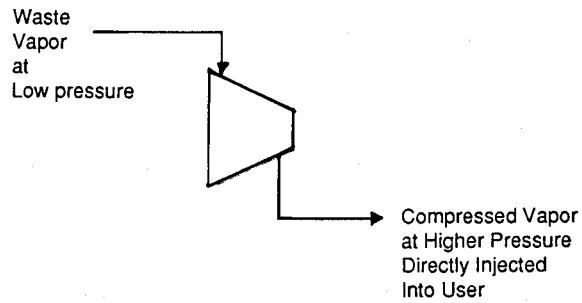 Waste
Vapor
at
Low pressure
Compressed Vapor
at Higher Pressure
Directly Injected
Into User